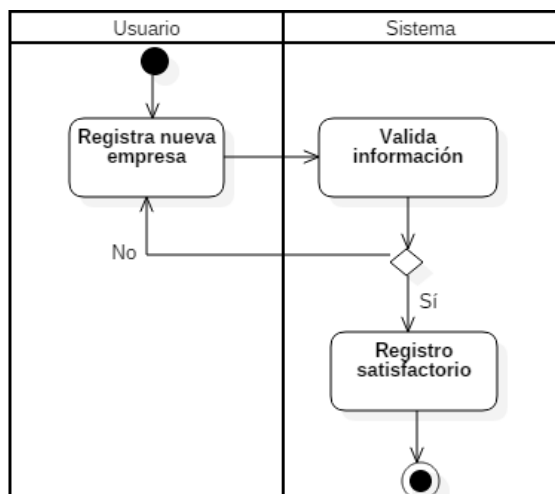 Usuario
Sistema
Registra nueva
empresa
Valida
información
No
Sí
Registro
satisfactorio